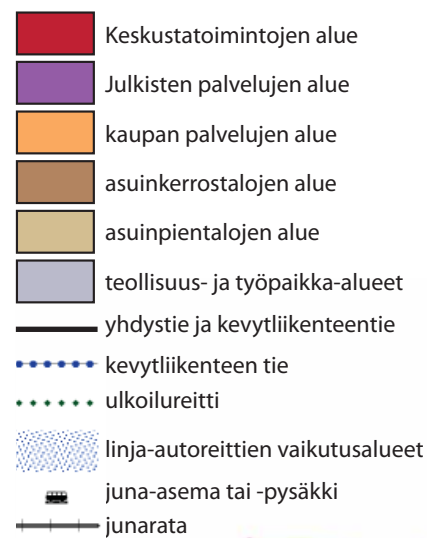 Keskustatoimintojen alue
Julkisten palvelujen alue
kaupan palvelujen alue
asuinkerrostalojen alue
asuinpientalojen alue
teollisuus- ja työpaikka-alueet
yhdystie ja kevytliikenteentie
kevytliikenteen tie
ulkoilureitti
linja-autoreittien vaikutusalueet
juna-asema tai -pysäkki
junarata